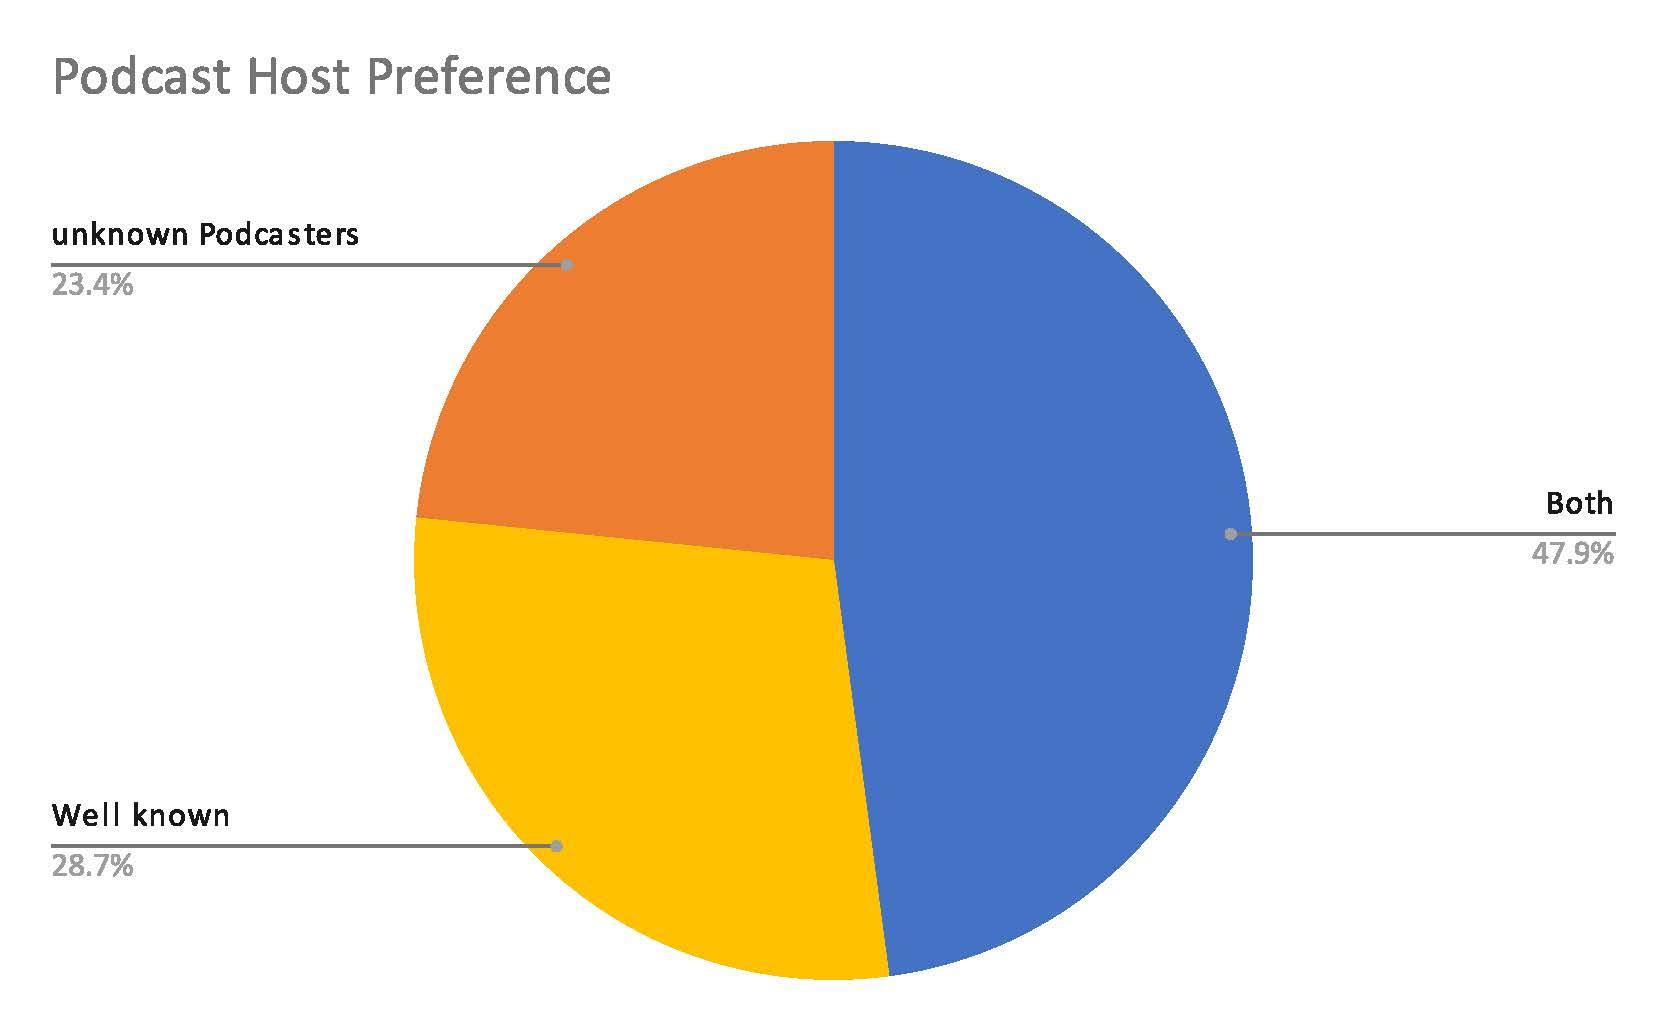 Podcast Host Preference
unknown Podcasters
23.4%
Both
47.9%
Well known
28.7%